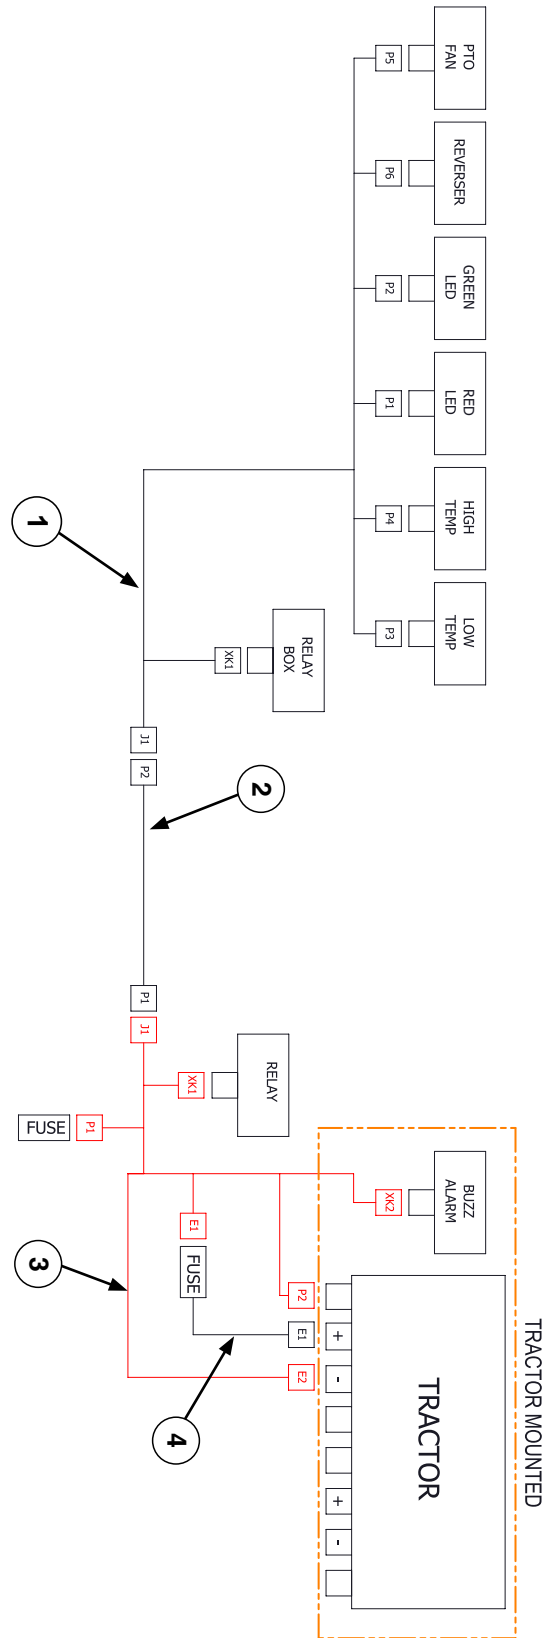 PTO
FAN
P5
REVERSER
P6
GREEN
LED
P2
RED
LED
P1
HIGH
TEMP
P4
LOW
TEMP
P3
1
RELAY
BOX
XK1
J1
P2
2
P1
J1
RELAY
XK1
FUSE
P1
BUZZ
ALARM
XK2
E1
FUSE
3
P2
E1
+
E2
-
4
TRACTOR
+
-
TRACTOR MOUNTED